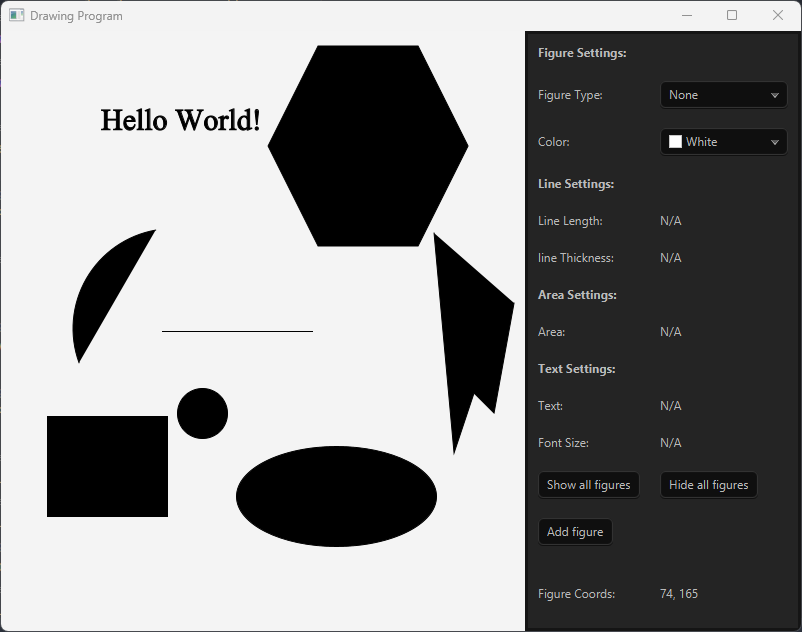 Drawing Program
Hello World!
Figure Settings:
Figure Type: None
Color: White
Line Settings:
Line Length: N/A
line Thickness: N/A
Area Settings:
Area: N/A
Text Settings:
Text: N/A
Font Size: N/A
Show all figures Hide all figures
Add figure
Figure Coords: 74, 165